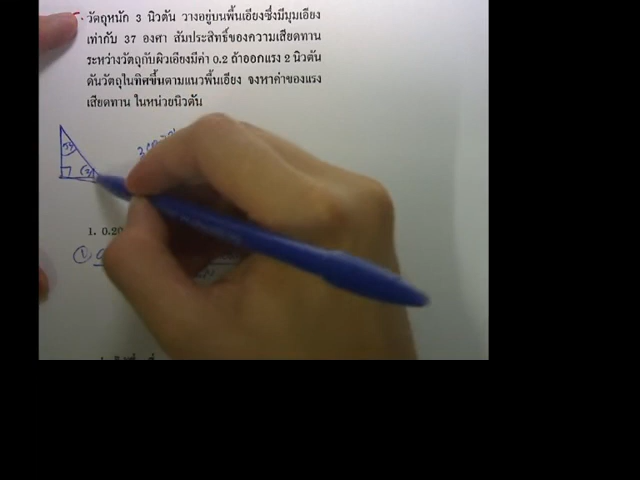 วัตถุหนัก 3 นิวตัน วางอยู่บนพื้นเอียงซึ่งมีมุมเอียง
เท่ากับ 37 องศา สัมประสิทธิ์ของความเสียดทาน
ระหว่างวัตถุกับผิวเอียงมีค่า 0.2 ถ้าออกแรง 2 นิวตัน
ดันวัตถุในทิศขึ้นตามแนวพื้นเอียง จงหาค่าของแรง
เสียดทาน ในหน่วยนิวตัน
1. 0.20
①